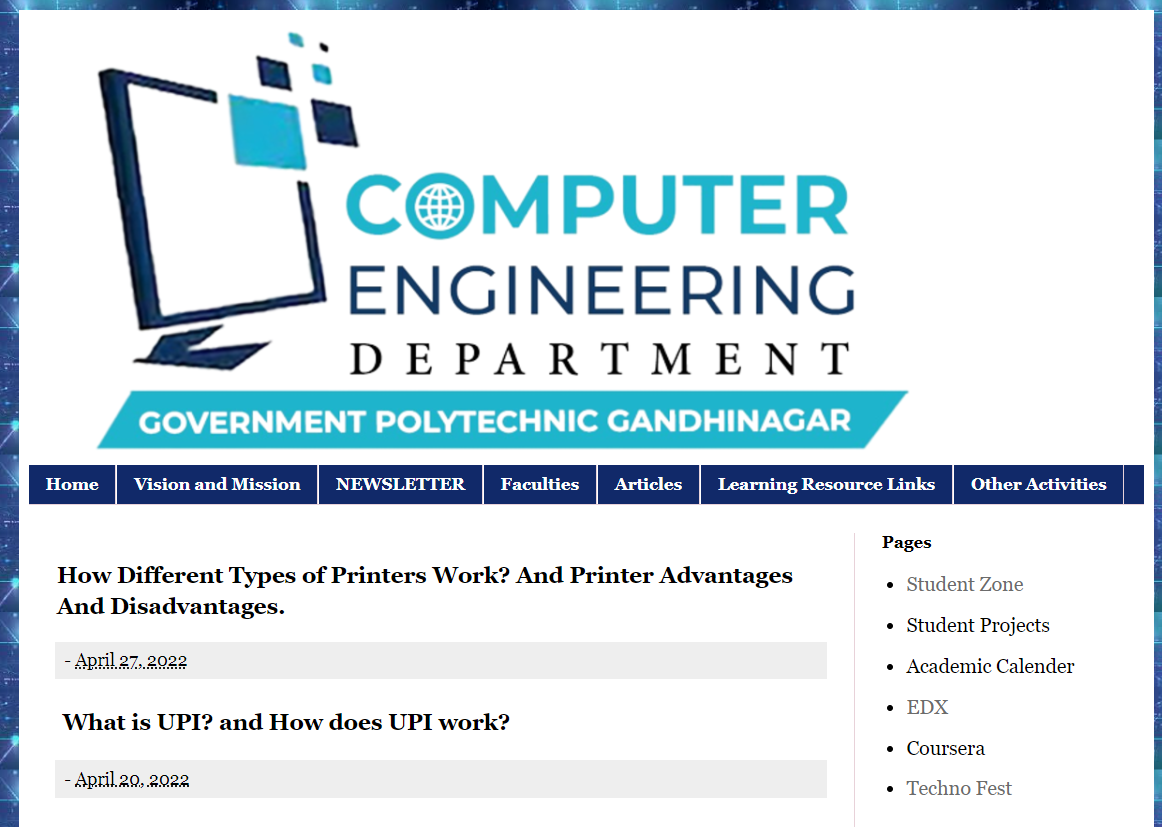 COMPUTER
ENGINEERING
DEPARTMENT
GOVERNMENT POLYTECHNIC GANDHINAGAR
Home Vision and Mission NEWSLETTER Faculties Articles Learning Resource Links Other Activities
How Different Types of Printers Work? And Printer Advantages
And Disadvantages.
- April 27, 2022
What is UPI? and How does UPI work?
- April 20, 2022
Pages
Student Zone
Student Projects
Academic Calender
EDX
Coursera
Techno Fest